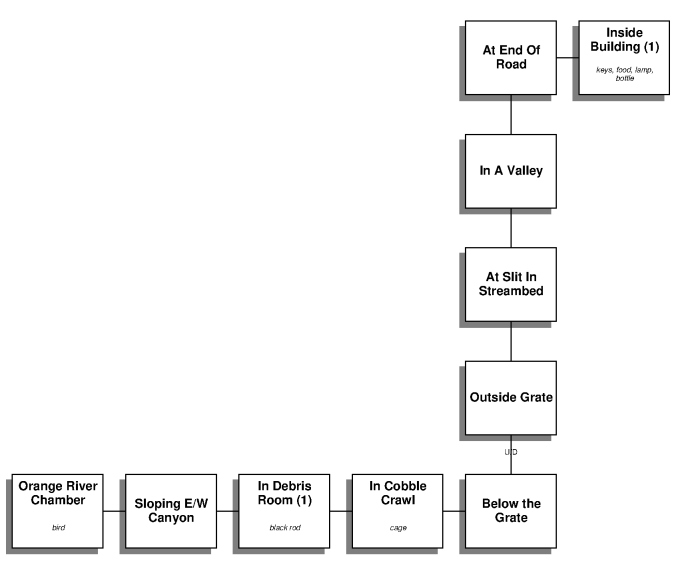 At End Of
Road
Inside
Building (1)
keys, food, lamp,
bottle
In A Valley
At Slit In
Streambed
Outside Grate
U/D
Orange River
Chamber
bird
Sloping E/W
Canyon
In Debris
Room (1)
black rod
In Cobble
Crawl
cage
Below the
Grate